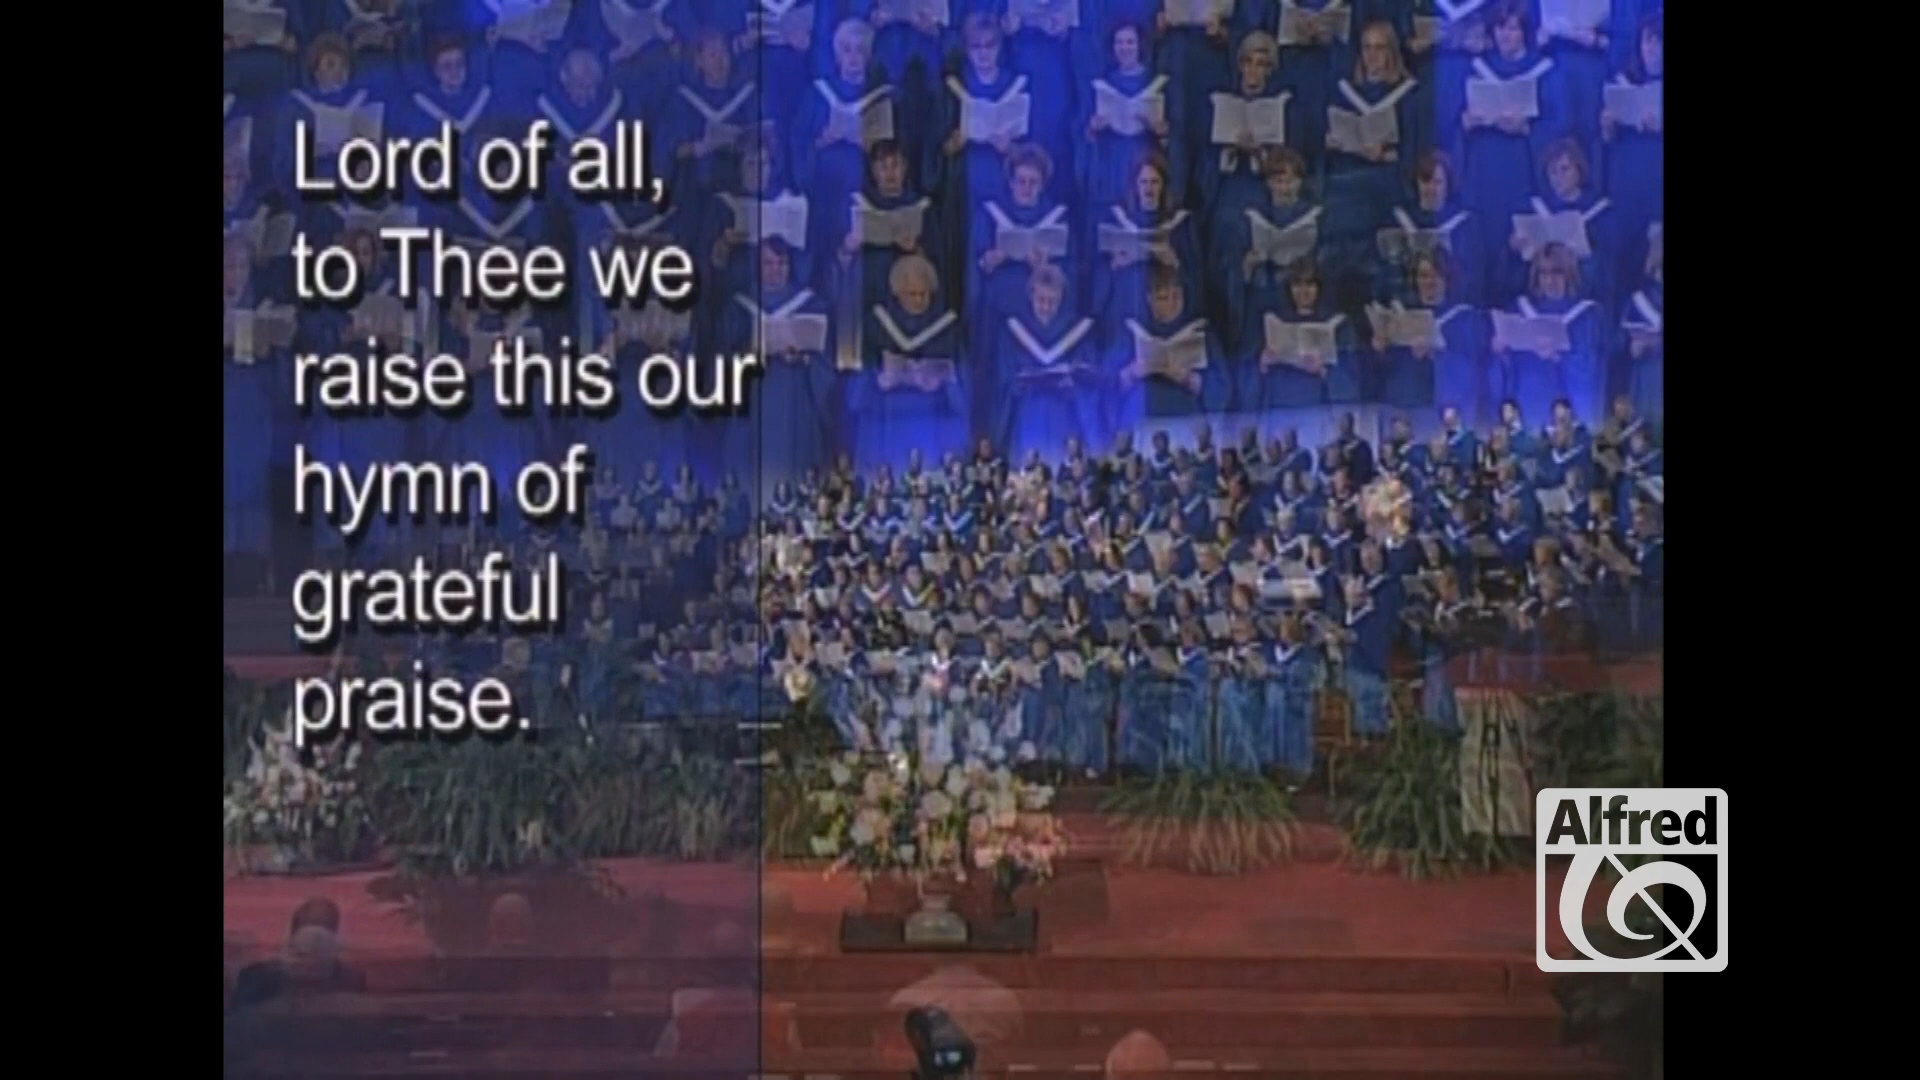 Lord of all,
to Thee we
raise this our
hymn of
grateful
praise.
Alfred